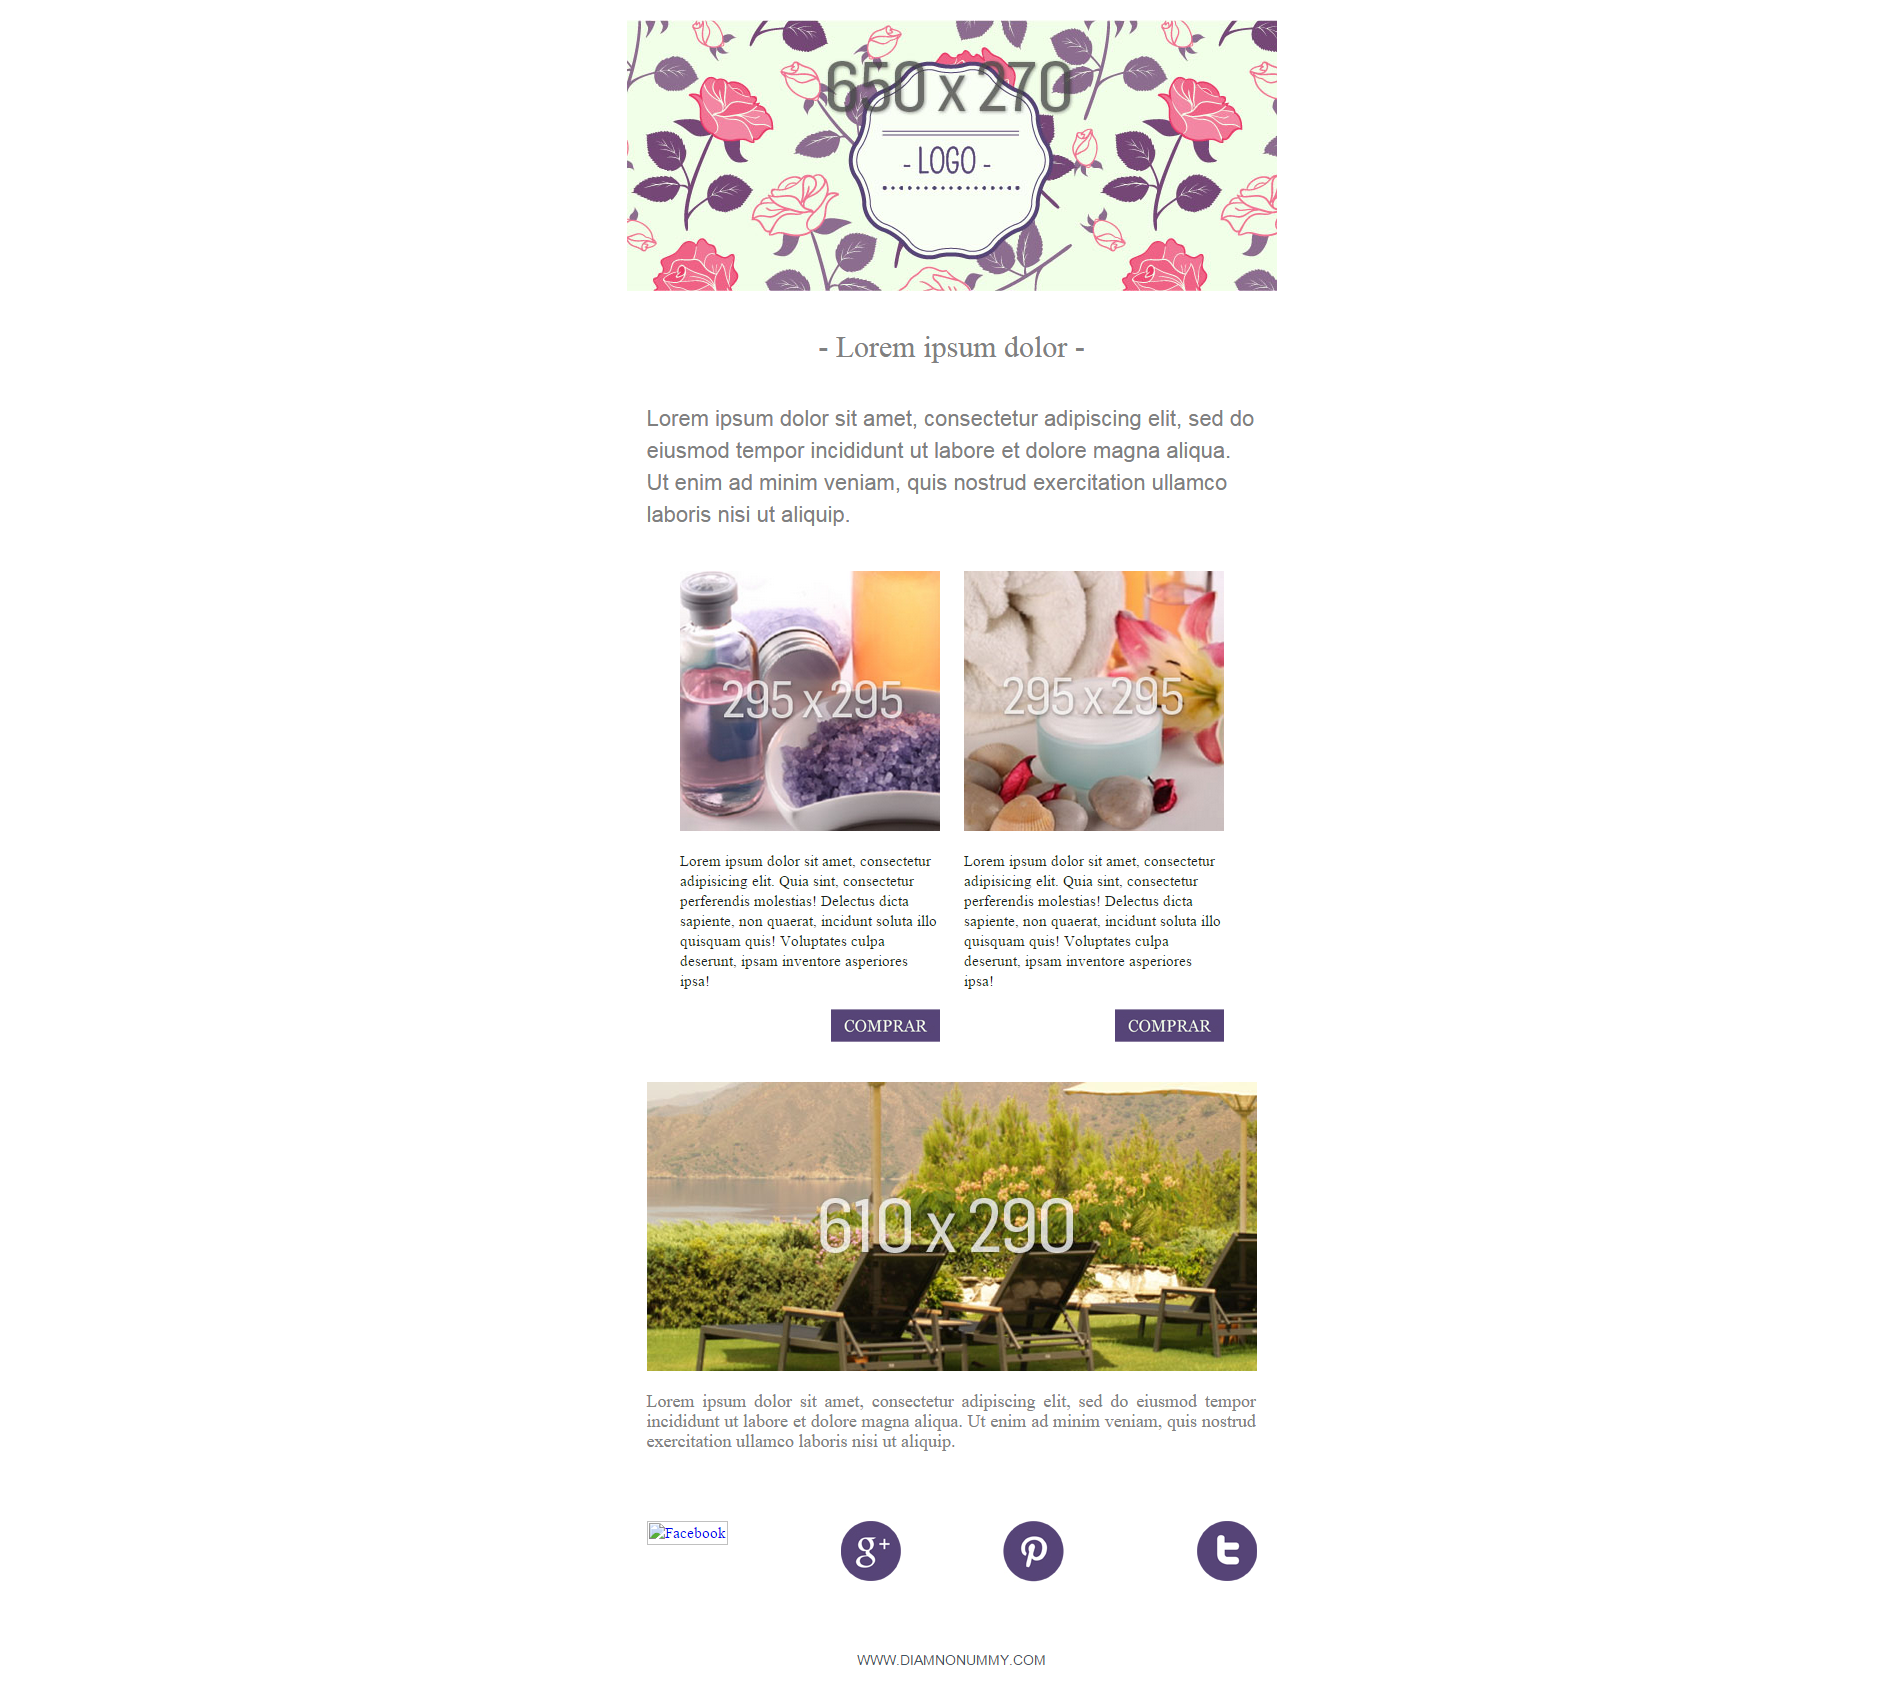 650 x 270
- LOGO -
- Lorem ipsum dolor -
Lorem ipsum dolor sit amet, consectetur adipiscing elit, sed do
eiusmod tempor incididunt ut labore et dolore magna aliqua.
Ut enim ad minim veniam, quis nostrud exercitation ullamco
laboris nisi ut aliquip.
295 x 295
Lorem ipsum dolor sit amet, consectetur
adipisicing elit. Quia sint, consectetur
perferendis molestias! Delectus dicta
sapiente, non quaerat, incidunt soluta illo
quisquam quis! Voluptates culpa
deserunt, ipsam inventore asperiores
ipsa!
COMPRAR
295 x 295
Lorem ipsum dolor sit amet, consectetur
adipisicing elit. Quia sint, consectetur
perferendis molestias! Delectus dicta
sapiente, non quaerat, incidunt soluta illo
quisquam quis! Voluptates culpa
deserunt, ipsam inventore asperiores
ipsa!
COMPRAR
610 x 290
Lorem ipsum dolor sit amet, consectetur adipiscing elit, sed do eiusmod tempor
incididunt ut labore et dolore magna aliqua. Ut enim ad minim veniam, quis nostrud
exercitation ullamco laboris nisi ut aliquip.
Facebook
g+
WWW.DIAMNONUMMY.COM